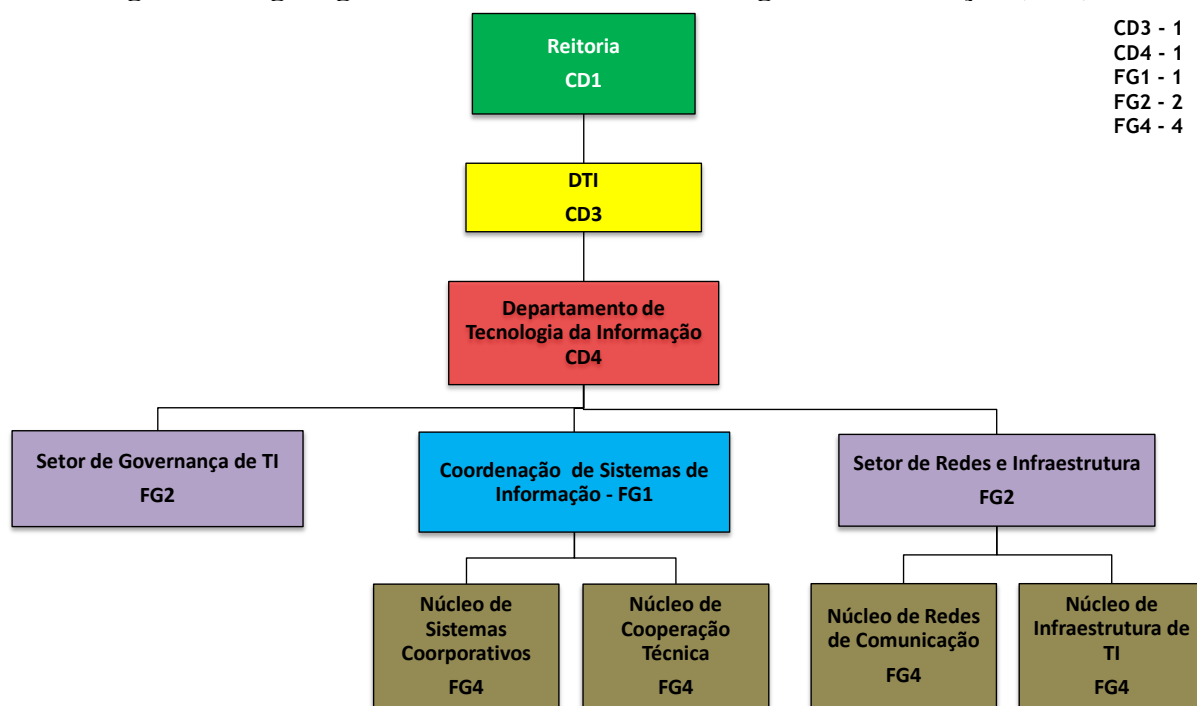 Reitoria
CD1
CD3 - 1
CD4 - 1
FG1 - 1
FG2 - 2
FG4 - 4
DTI
CD3
Departamento de
Tecnologia da Informação
CD4
Setor de Governança de TI
FG2
Coordenação de Sistemas de
Informação - FG1
Setor de Redes e Infraestrutura
FG2
Núcleo de
Sistemas
Coorporativos
FG4
Núcleo de
Cooperação
Técnica
FG4
Núcleo de Redes
de Comunicação
FG4
Núcleo de
Infraestrutura de
TI
FG4